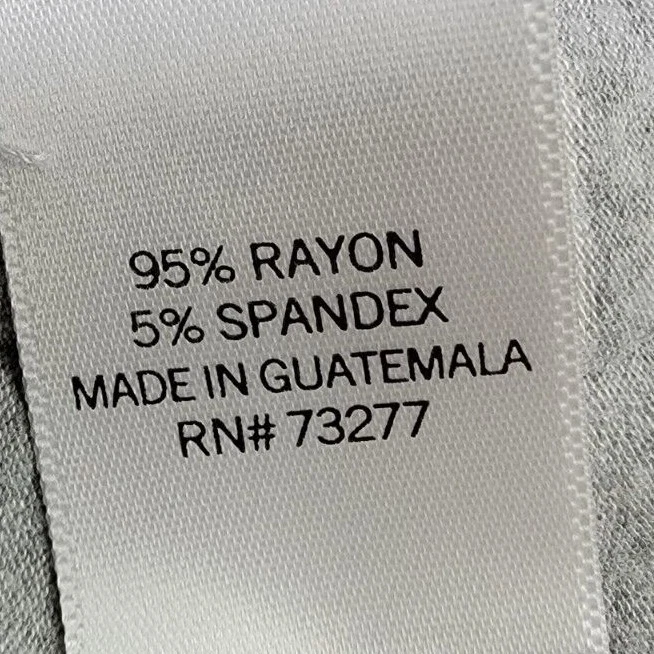 95% RAYON
5% SPANDEX
MADE IN GUATEMALA
RN# 73277